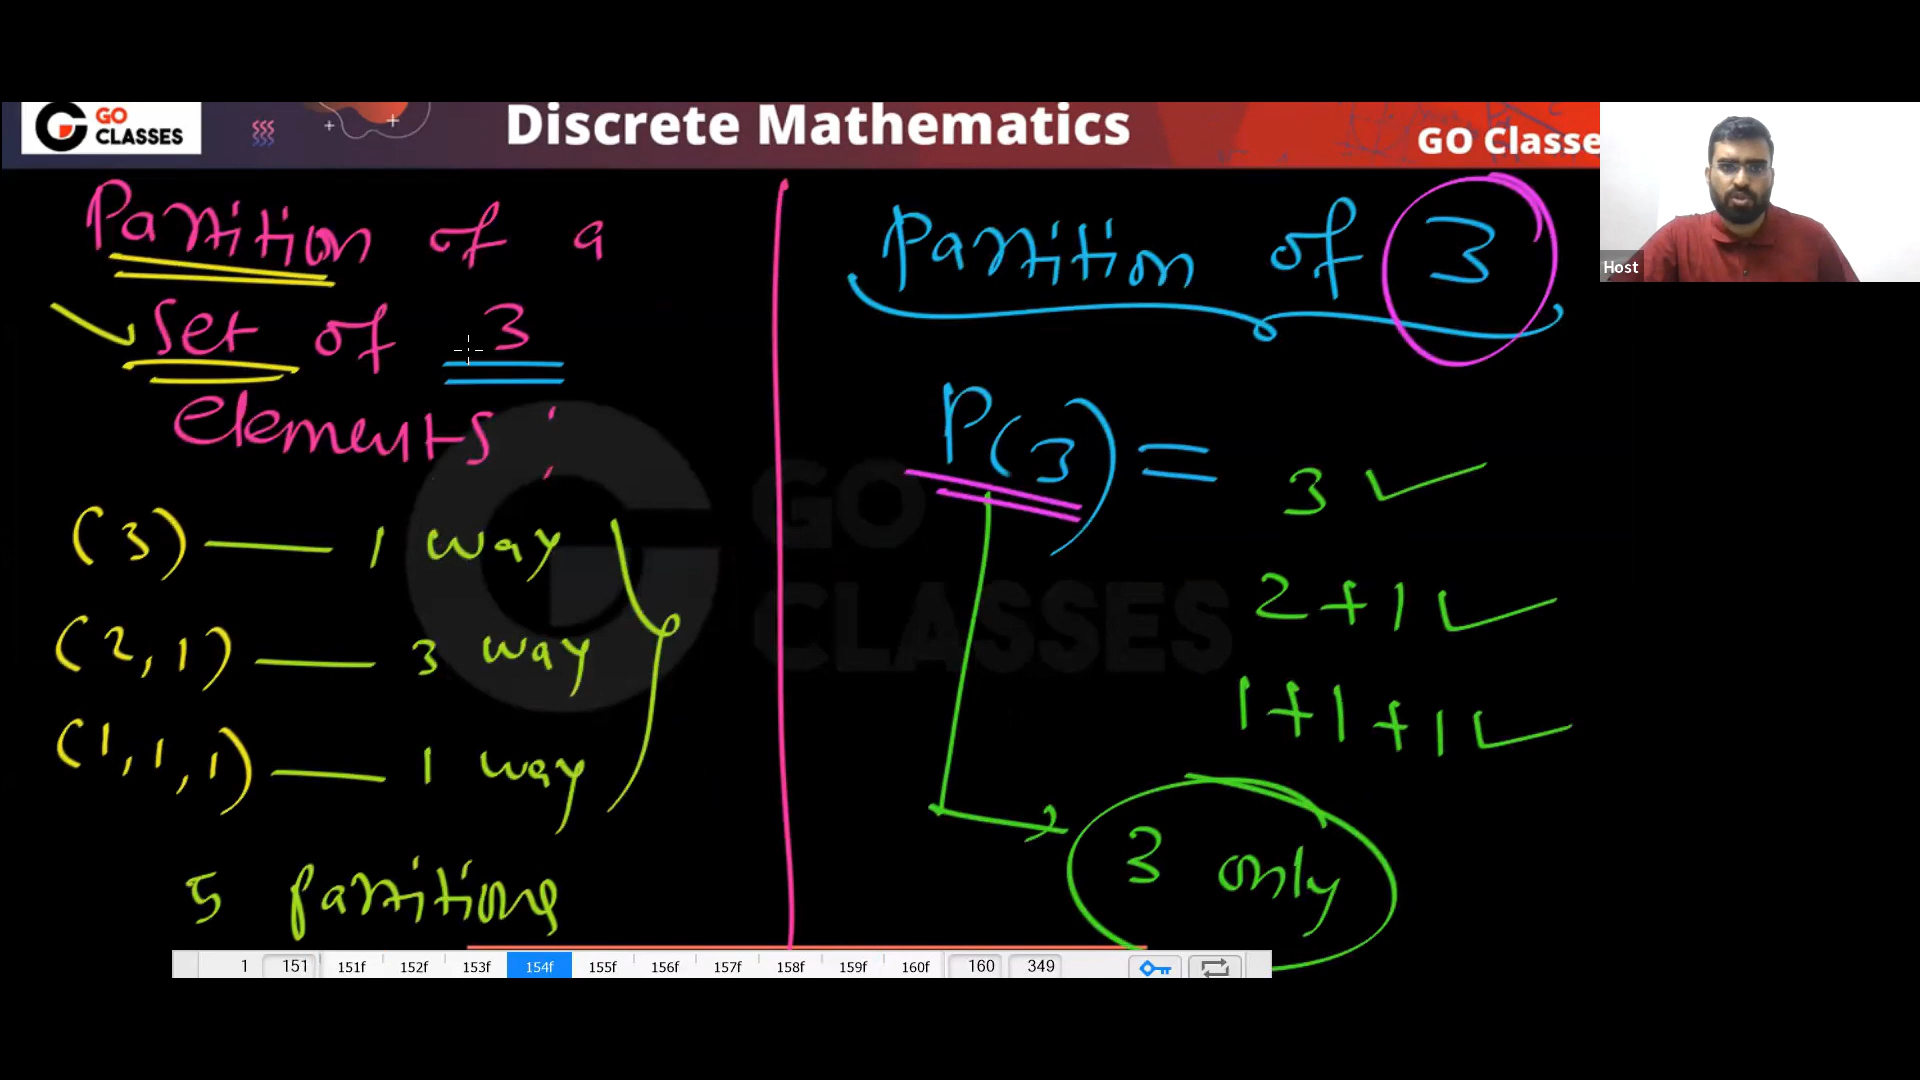 GO
CLASSES
Discrete Mathematics
GO Classe
Host
Partition of a
Set of 3
elements :
(3) — 1 way
(2,1) — 3 way
(1,1,1) — 1 way
5 partitions
Partition of 3
P(3) = 3 ✓
2+1 ✓
1+1+1 ✓
3 only
GO
CLASSES
1 151 151f 152f 153f 154f 155f 156f 157f 158f 159f 160f 160 349